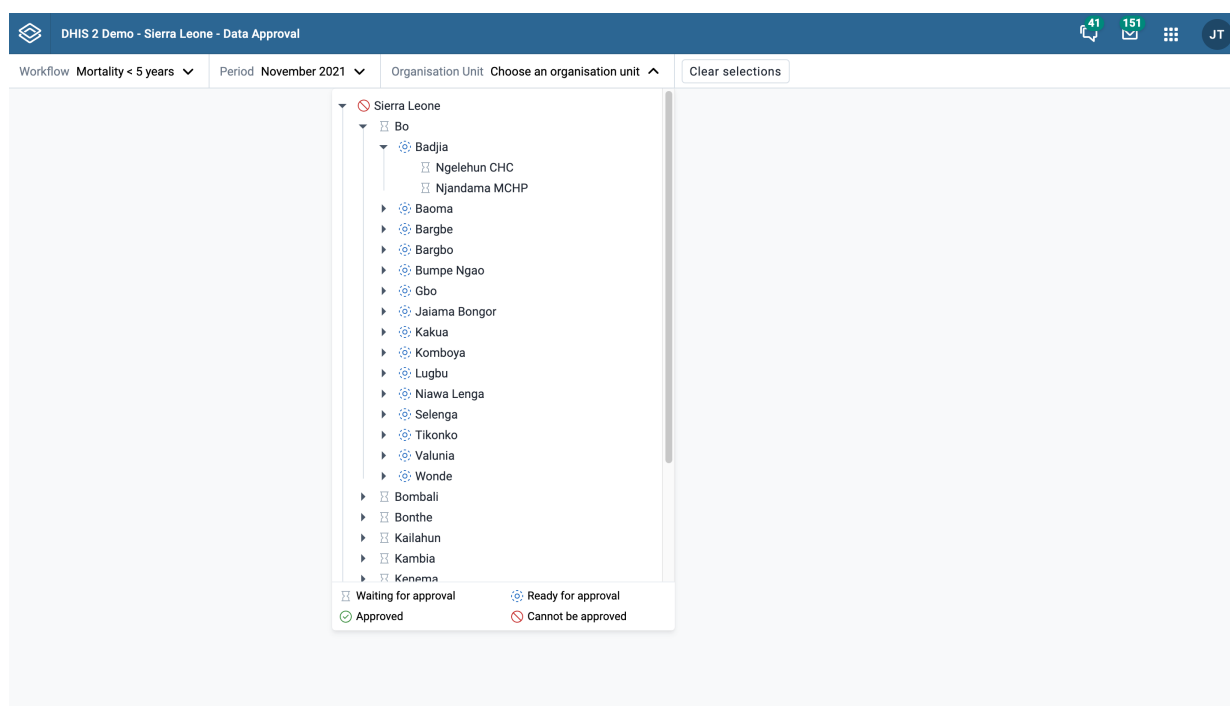 DHIS 2 Demo - Sierra Leone - Data Approval 41 151 JT
Workflow Mortality < 5 years Period November 2021 Organisation Unit Choose an organisation unit Clear selections
Sierra Leone
Bo
Badjia
Ngelehun CHC
Njandama MCHP
Baoma
Bargbe
Bargbo
Bumpe Ngao
Gbo
Jaiama Bongor
Kakua
Komboya
Lugbu
Niawa Lenga
Selenga
Tikonko
Valunia
Wonde
Bombali
Bonthe
Kailahun
Kambia
Kenema
Waiting for approval Ready for approval
Approved Cannot be approved